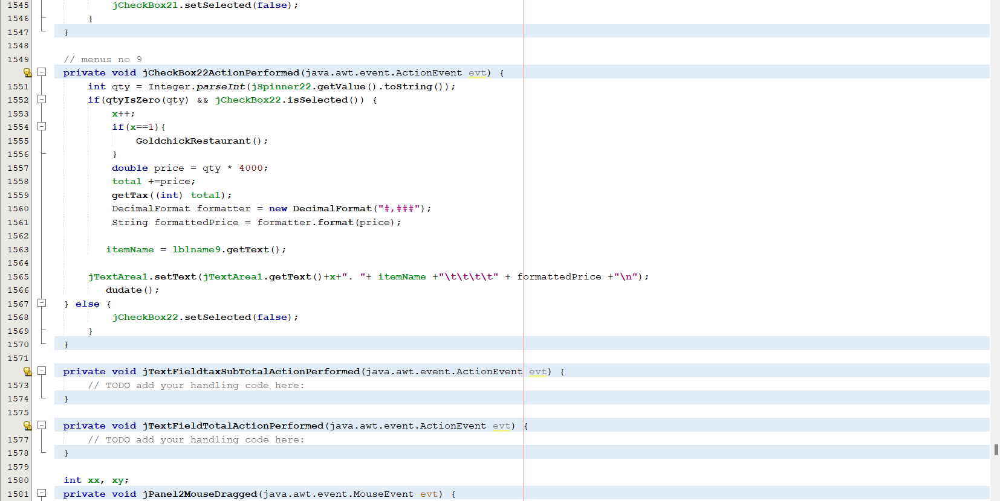 1545 jCheckBox21.setSelected(false);
1546 }
1547 }
1548
1549 // menus no 9
private void jCheckBox22ActionPerformed(java.awt.event.ActionEvent evt) {
1551 int qty = Integer.parseInt(jSpinner22.getValue().toString());
1552 if(qtyIsZero(qty) && jCheckBox22.isSelected()) {
1553 x++;
1554 if(x==1){
1555 GoldchickRestaurant();
1556 }
1557 double price = qty * 4000;
1558 total +=price;
1559 getTax((int) total);
1560 DecimalFormat formatter = new DecimalFormat("#,###");
1561 String formattedPrice = formatter.format(price);
1562
1563 itemName = lblname9.getText();
1564
1565 jTextArea1.setText(jTextArea1.getText()+x+". "+ itemName +"\t\t\t\t" + formattedPrice +"\n");
1566 dudate();
1567 } else {
1568 jCheckBox22.setSelected(false);
1569 }
1570 }
1571
private void jTextFieldtaxSubTotalActionPerformed(java.awt.event.ActionEvent evt) {
1573 // TODO add your handling code here:
1574 }
1575
private void jTextFieldTotalActionPerformed(java.awt.event.ActionEvent evt) {
1577 // TODO add your handling code here:
1578 }
1579
1580 int xx, xy;
1581 private void jPanel2MouseDragged(java.awt.event.MouseEvent evt) {